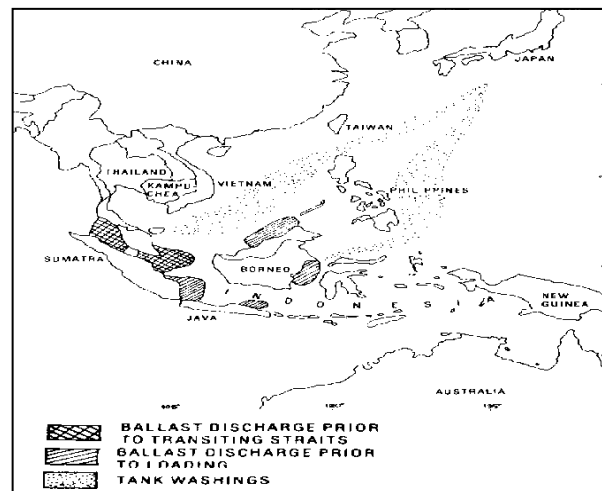 CHINA
JAPAN
TAIWAN
THAILAND
KAMPU
CHEA
VIETNAM
PHILIPPINES
SUMATRA
BORNEO
INDONESIA
NEW
GUINEA
JAVA
AUSTRALIA
BALLAST DISCHARGE PRIOR
TO TRANSITING STRAITS
BALLAST DISCHARGE PRIOR
TO LOADING
TANK WASHINGS